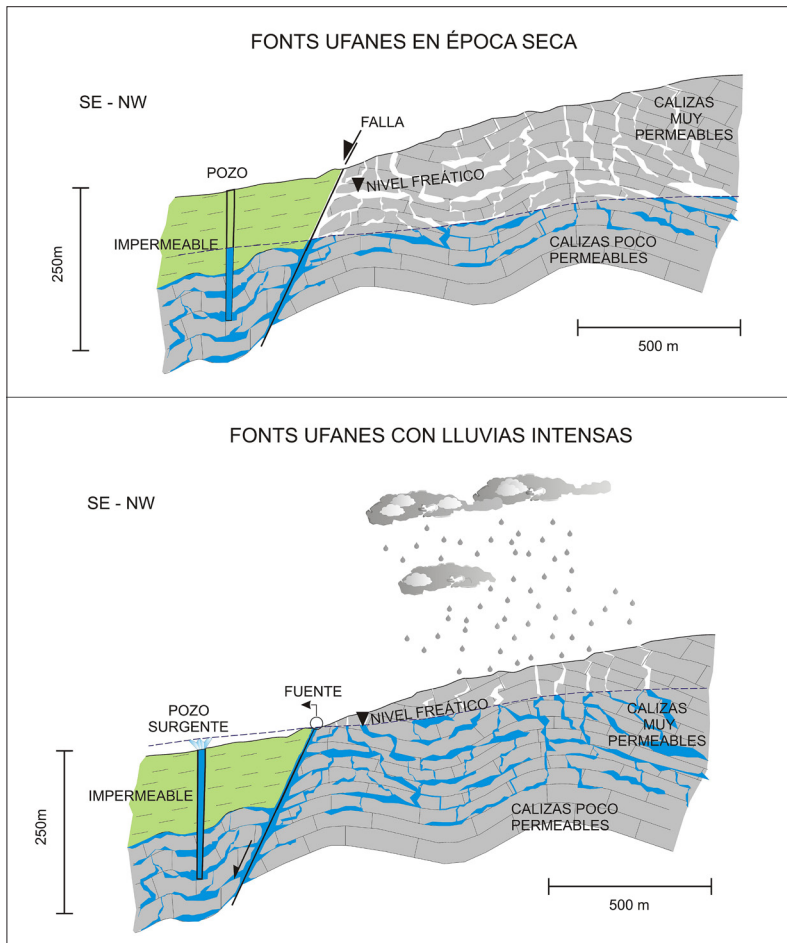 FONTS UFANES EN ÉPOCA SECA
SE - NW
CALIZAS
MUY
PERMEABLES
FALLA
POZO
NIVEL FREÁTICO
IMPERMEABLE
CALIZAS POCO
PERMEABLES
250m
500 m
FONTS UFANES CON LLUVIAS INTENSAS
SE - NW
FUENTE
POZO
SURGENTE
NIVEL FREÁTICO
CALIZAS
MUY
PERMEABLES
IMPERMEABLE
CALIZAS POCO
PERMEABLES
250m
500 m